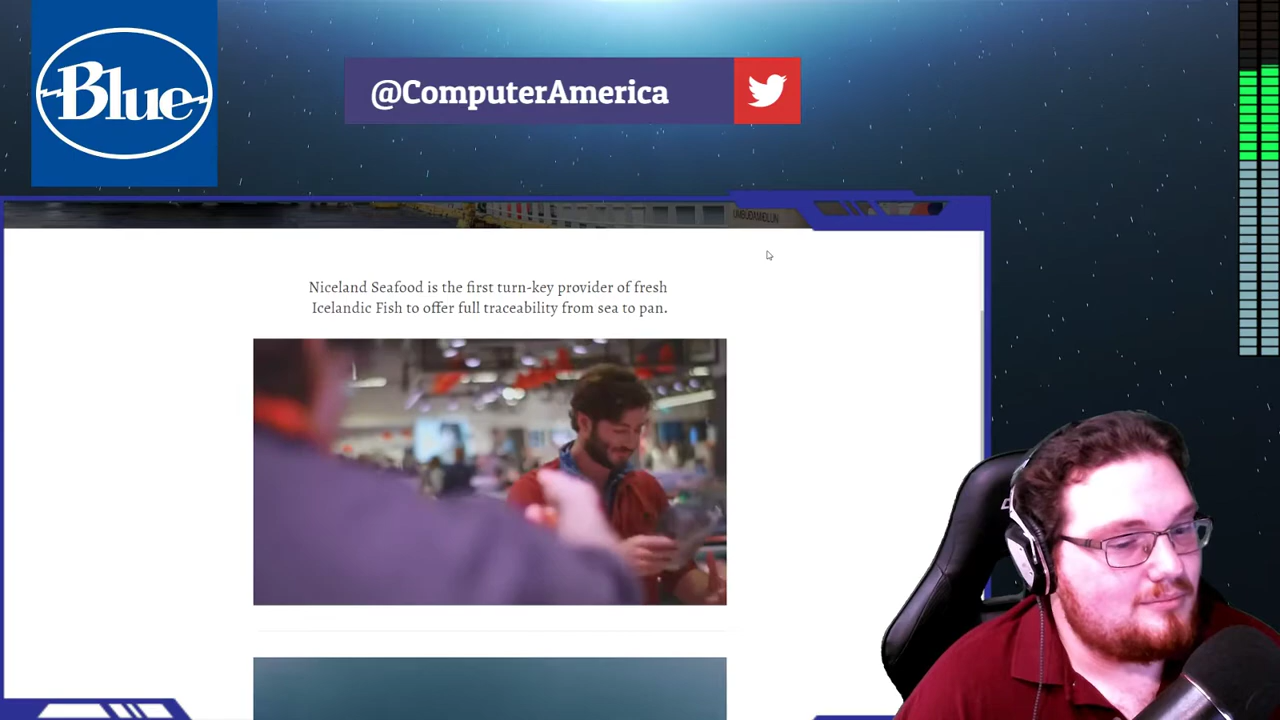 Blue
@ComputerAmerica
Niceland Seafood is the first turn-key provider of fresh
Icelandic Fish to offer full traceability from sea to pan.